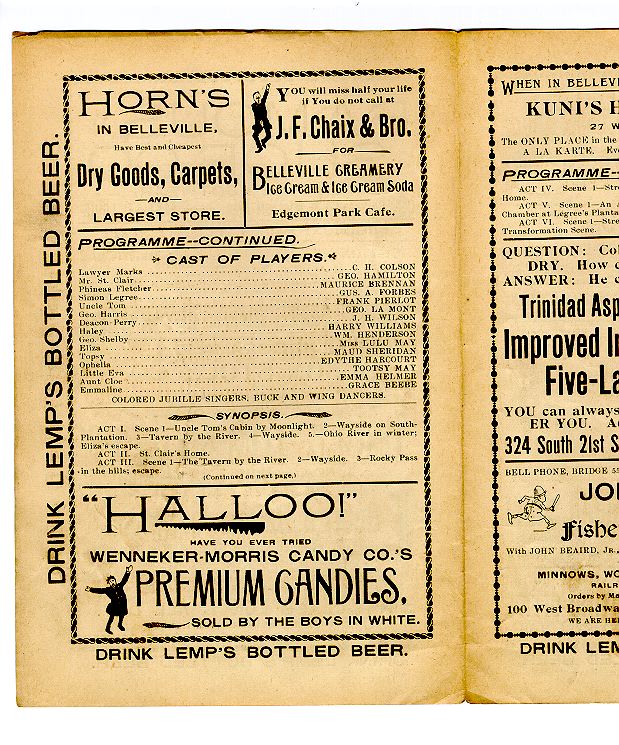 DRINK LEMP'S BOTTLED BEER.
HORN'S
IN BELLEVILLE,
Have Best and Cheapest
Dry Goods, Carpets,
—AND—
LARGEST STORE.
YOU will miss half your life
if You do not call at
J. F. Chaix & Bro.
—FOR—
BELLEVILLE CREAMERY
ICE CREAM & ICE CREAM SODA
Edgemont Park Cafe.
PROGRAMME--CONTINUED.
CAST OF PLAYERS.
Lawyer Marks ... C. H. COLSON
Mr. St. Clair ... GEO. HAMILTON
Phineas Fletcher ... MAURICE BRENNAN
Simon Legree ... GUS. A. FORBES
Uncle Tom ... FRANK PIERLOT
Geo. Harris ... GEO. LA MONT
Deacon Perry ... J. H. WILSON
Haley ... HARRY WILLIAMS
Geo. Shelby ... WM. HENDERSON
Eliza ... Miss LULU MAY
Topsy ... MAUD SHERIDAN
Ophelia ... EDYTHE HARCOURT
Little Eva ... TOOTSY MAY
Aunt Cloe ... EMMA HELMER
Emmaline ... GRACE BEEBE
COLORED JUBILLE SINGERS, BUCK AND WING DANCERS.
SYNOPSIS.
ACT I. Scene 1—Uncle Tom's Cabin by Moonlight. 2—Wayside on South-
Plantation. 3—Tavern by the River. 4—Wayside. 5.—Ohio River in winter;
Eliza's escape.
ACT II. St. Clair's Home.
ACT III. Scene 1—The Tavern by the River. 2—Wayside. 3—Rocky Pass
in the hills; escape.
(Continued on next page.)
"HALLOO!"
HAVE YOU EVER TRIED
WENNEKER-MORRIS CANDY CO.'S
PREMIUM CANDIES,
SOLD BY THE BOYS IN WHITE.
DRINK LEMP'S BOTTLED BEER.
WHEN IN BELLEV
KUNI'S H
27 W
The ONLY PLACE in the
A LA KARTE. Ev
PROGRAMME--
ACT IV. Scene 1—Stre
Home.
ACT V. Scene 1—An A
Chamber at Legree's Planta
ACT VI. Scene 1—Stre
Transformation Scene.
QUESTION: Co
DRY. How c
ANSWER: He c
Trinidad Asp
Improved In
Five-La
YOU can always
ER YOU. A
324 South 21st S
BELL PHONE, BRIDGE 5
JO
Fishe
With JOHN BEAIRD, JR.,
MINNOWS, WO
RAILR
Orders by Ma
100 West Broadwa
WE ARE HE
DRINK LEM